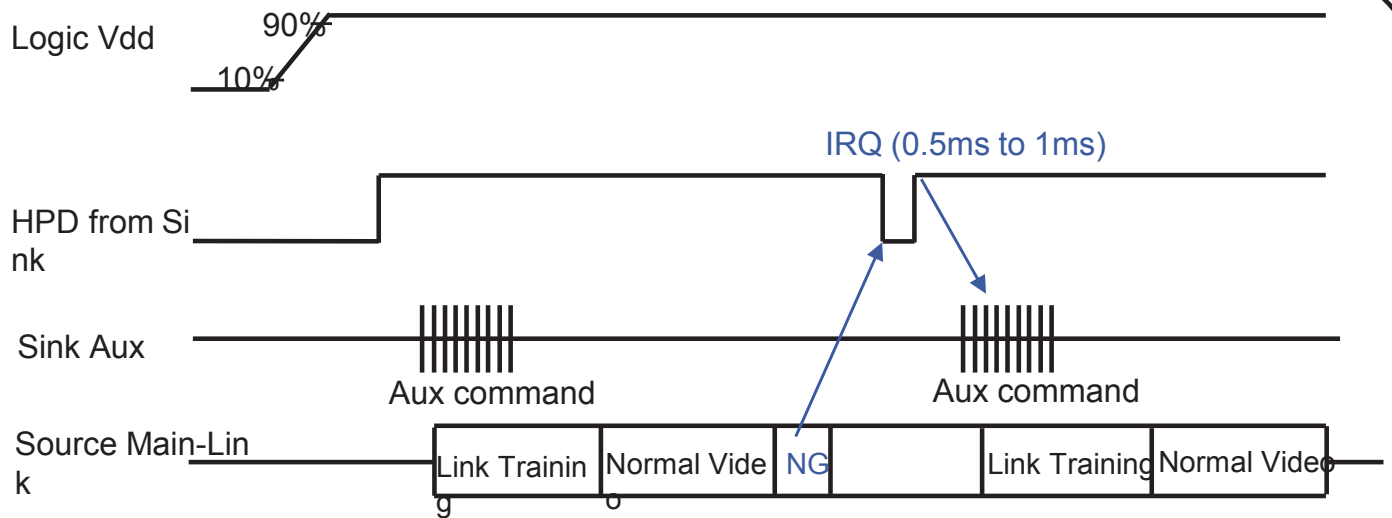 Logic Vdd
90%
10%
IRQ (0.5ms to 1ms)
HPD from Si
nk
Sink Aux
Aux command
Aux command
Source Main-Lin
k
Link Trainin
g
Normal Vide
o
NG
Link Training
Normal Video